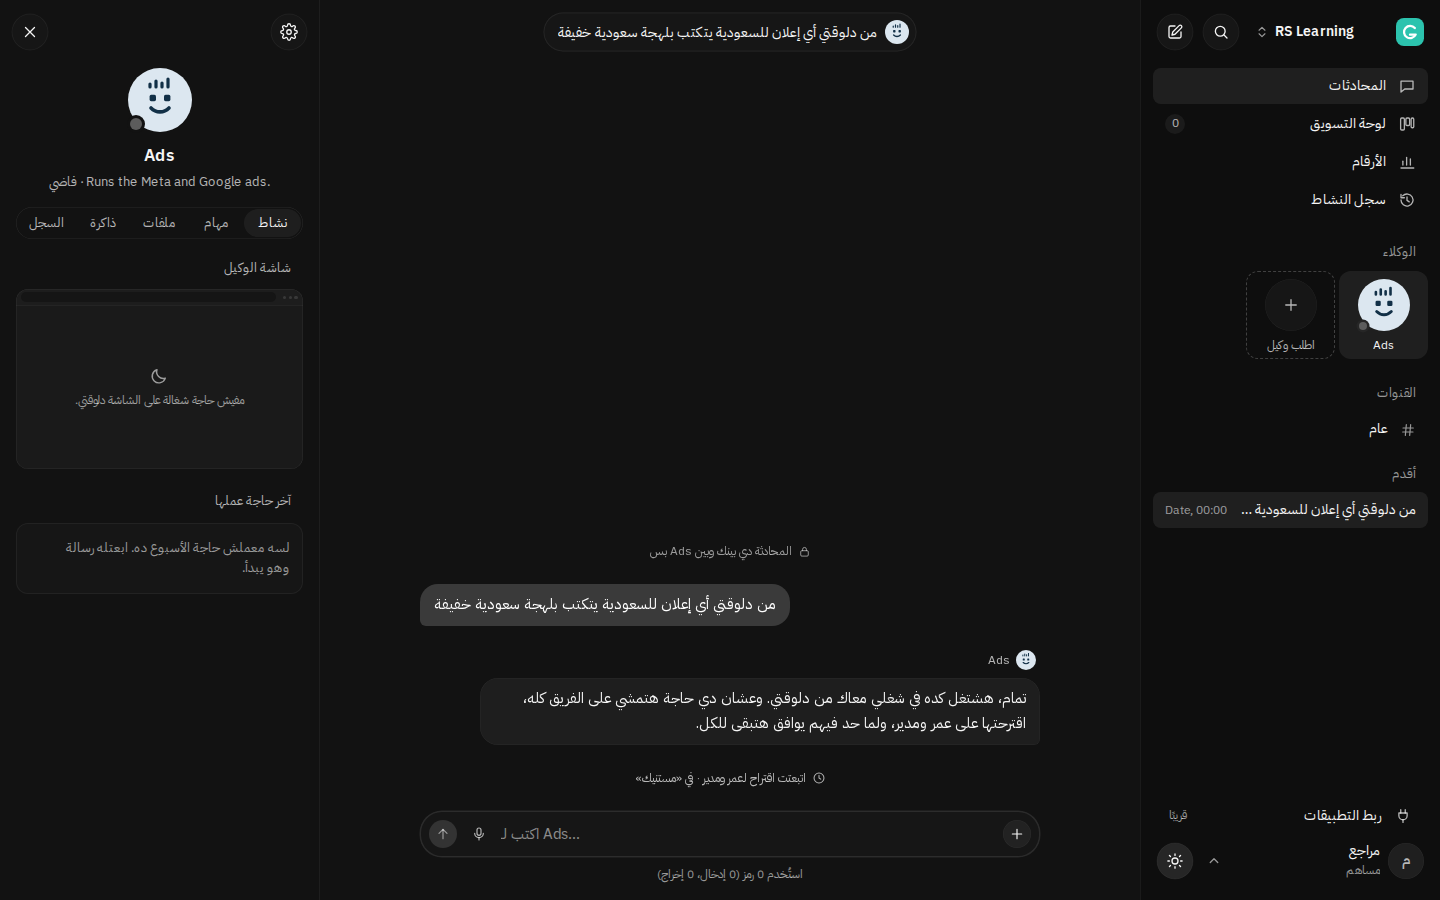 RS Learning
المحادثات
لوحة التسويق
0
الأرقام
سجل النشاط
الوكلاء
Ads
اطلب وكيل
القنوات
عام
أقدم
من دلوقتي أي إعلان للسعودية ...
Date, 00:00
ربط التطبيقات
قريبًا
م
مراجع
مساهم
من دلوقتي أي إعلان للسعودية يتكتب بلهجة سعودية خفيفة
المحادثة دي بينك وبين Ads بس
من دلوقتي أي إعلان للسعودية يتكتب بلهجة سعودية خفيفة
Ads
تمام، هشتغل كده في شغلي معاك من دلوقتي. وعشان دي حاجة هتمشي على الفريق كله،
اقترحتها على عمر ومدير، ولما حد فيهم يوافق هتبقى للكل.
اتبعتت اقتراح لعمر ومدير · في «مستنيك»
اكتب لـ Ads...
استُخدم 0 رمز (0 إدخال، 0 إخراج)
Ads
فاضي · Runs the Meta and Google ads.
نشاط
مهام
ملفات
ذاكرة
السجل
شاشة الوكيل
مفيش حاجة شغالة على الشاشة دلوقتي.
آخر حاجة عملها
لسه معملش حاجة الأسبوع ده. ابعتله رسالة
وهو يبدأ.